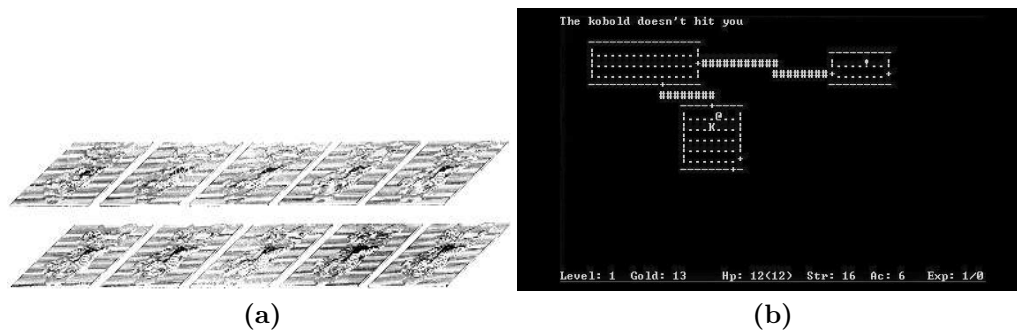 The kobold doesn't hit you
Level: 1 Gold: 13 Hp: 12(12) Str: 16 Ac: 6 Exp: 1/0
(a)
(b)